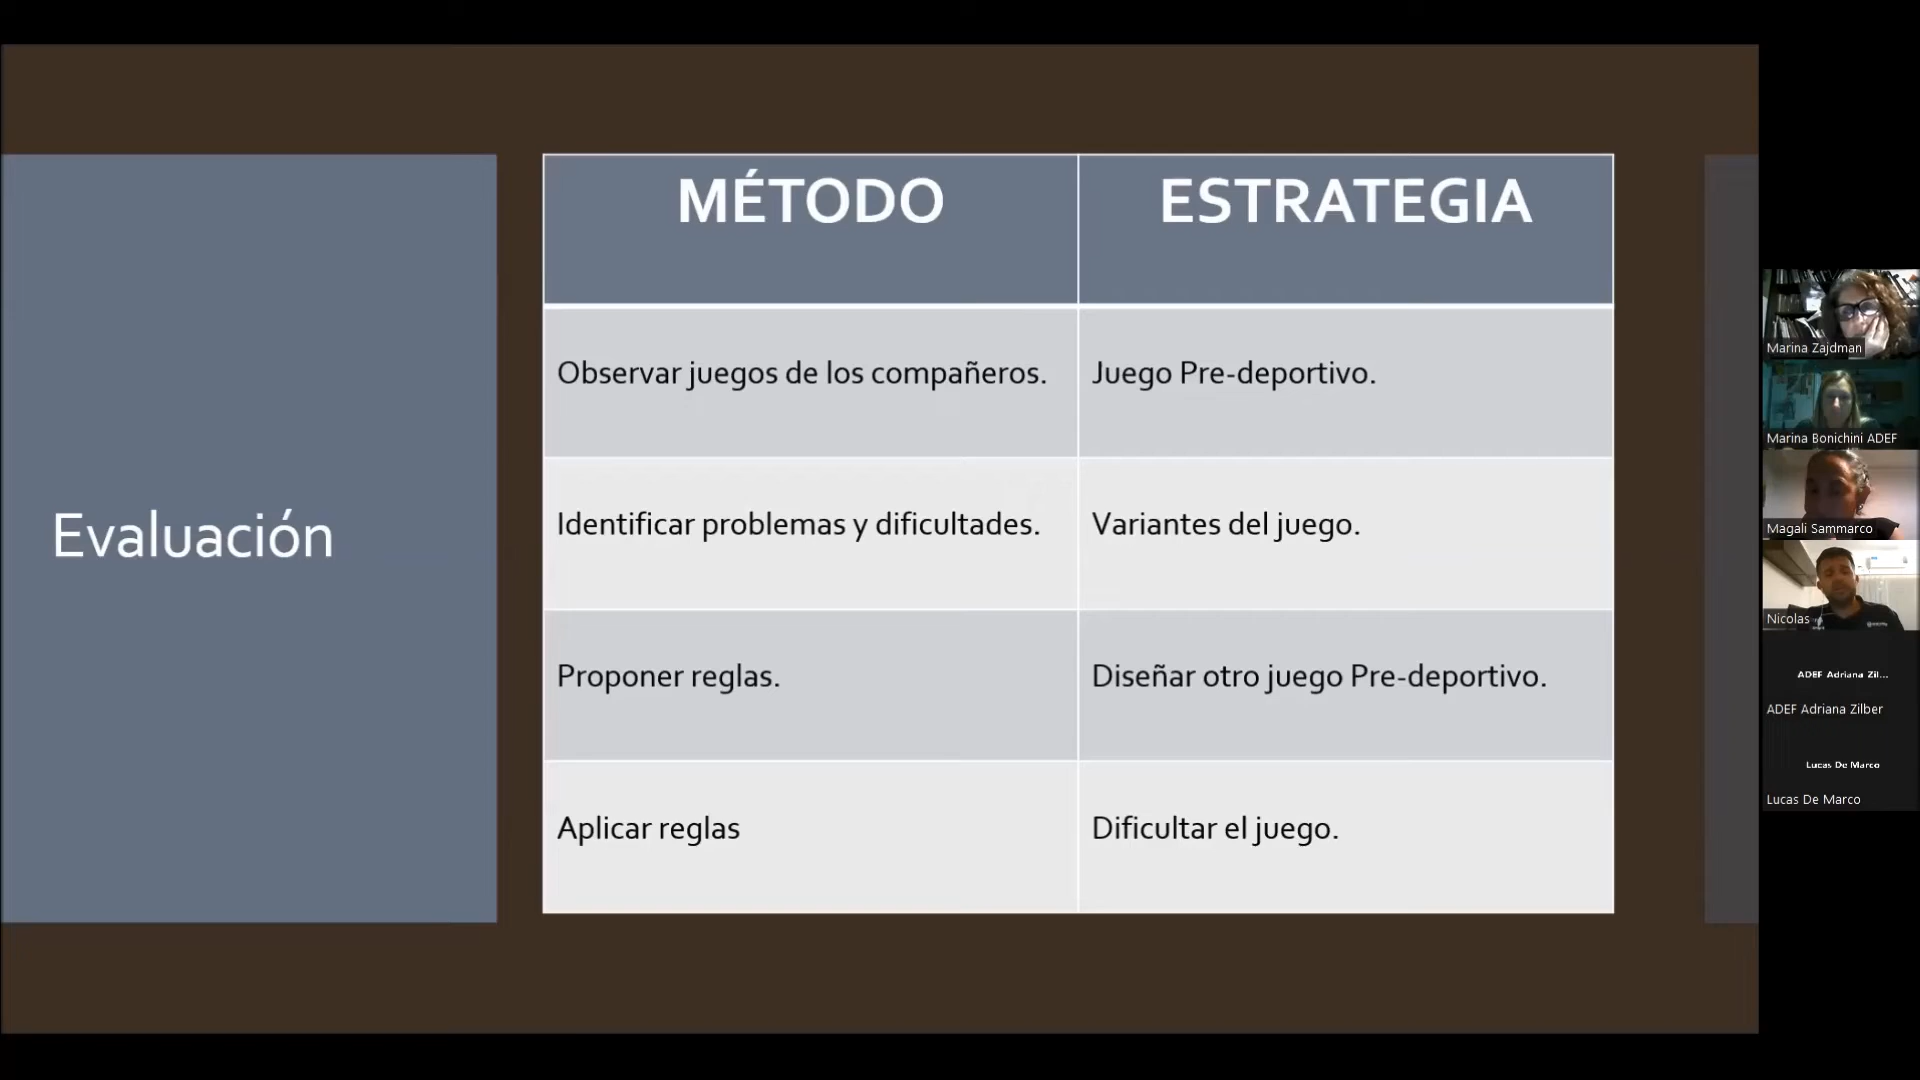 Evaluación
MÉTODO
ESTRATEGIA
Observar juegos de los compañeros.
Juego Pre-deportivo.
Identificar problemas y dificultades.
Variantes del juego.
Proponer reglas.
Diseñar otro juego Pre-deportivo.
Aplicar reglas
Dificultar el juego.
Marina Zajdman
Marina Bonichini ADEF
Magali Sammarco
Nicolas
ADEF Adriana Zil...
ADEF Adriana Zilber
Lucas De Marco
Lucas De Marco